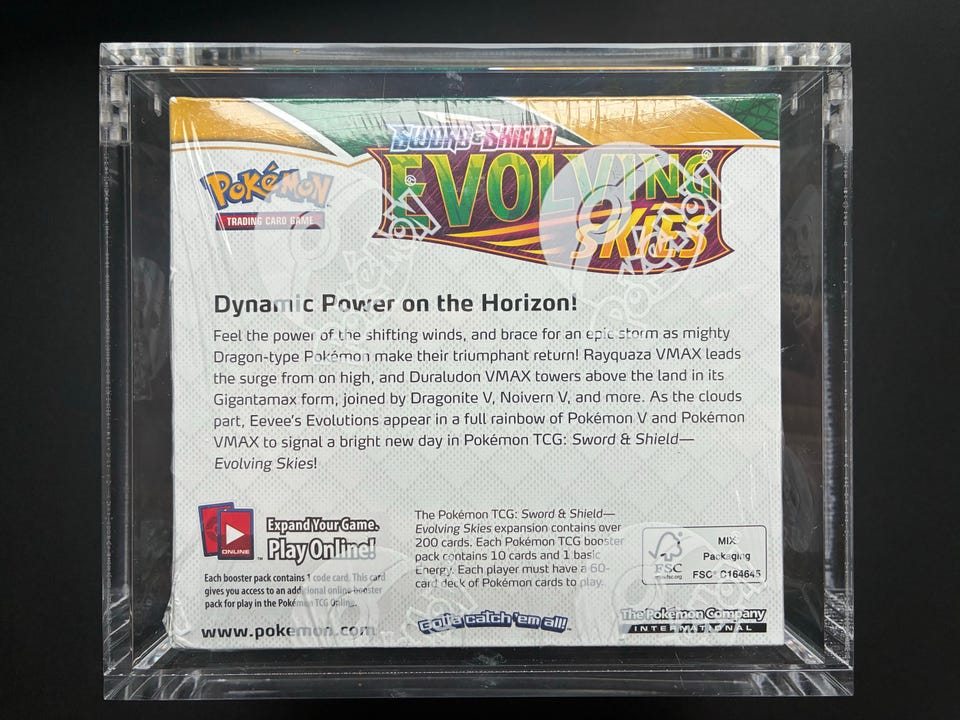 SWORD & SHIELD
EVOLVING
SKIES
POKéMON
TRADING CARD GAME
Dynamic Power on the Horizon!
Feel the power of the shifting winds, and brace for an epic storm as mighty
Dragon-type Pokémon make their triumphant return! Rayquaza VMAX leads
the surge from on high, and Duraludon VMAX towers above the land in its
Gigantamax form, joined by Dragonite V, Noivern V, and more. As the clouds
part, Eevee's Evolutions appear in a full rainbow of Pokémon V and Pokémon
VMAX to signal a bright new day in Pokémon TCG: Sword & Shield—
Evolving Skies!
ONLINE
Expand Your Game.
Play Online!
Each booster pack contains 1 code card. This card
gives you access to an additional online booster
pack for play in the Pokémon TCG Online.
www.pokemon.com
The Pokémon TCG: Sword & Shield—
Evolving Skies expansion contains over
200 cards. Each Pokémon TCG booster
pack contains 10 cards and 1 basic
Energy. Each player must have a 60-
card deck of Pokémon cards to play.
Gotta catch 'em all!
FSC
MIX
Packaging
FSC® C164645
The Pokémon Company
INTERNATIONAL